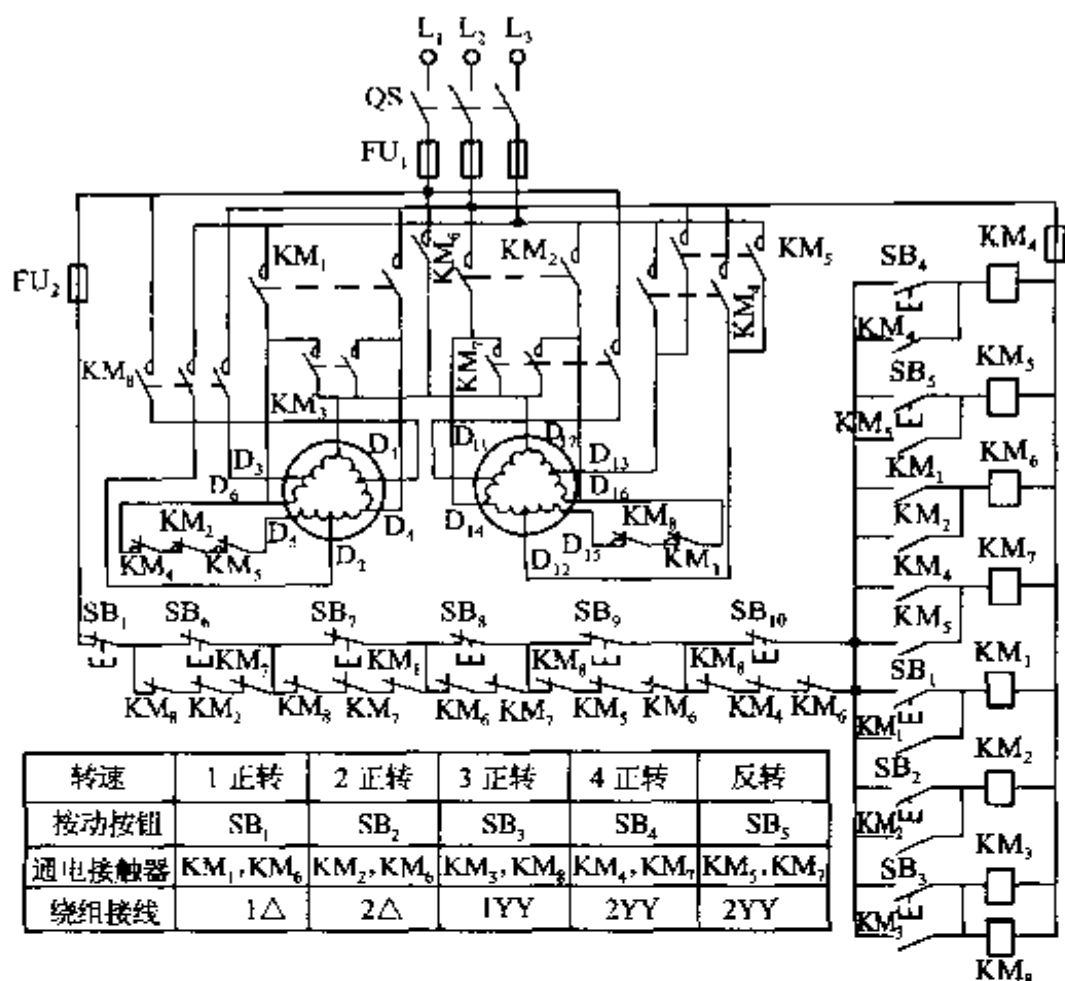 L₁ L₂ L₃
QS
FU₁
KM₁ KM₆ KM₂ KM₅ KM₄
FU₂
SB₄
KM₄
KM₄
KM₈
KM₃
KM₇
SB₅
KM₅
KM₅
D₃ D₁ D₁₁ D₁₇ D₁₃
D₆ D₁₆
KM₁
KM₆
KM₂ D₅ D₄ D₁₄ KM₈
KM₂
KM₄ KM₅ D₂ D₁₅ KM₃
D₁₂
KM₄
KM₇
KM₅
SB₁ SB₆ SB₇ SB₈ SB₉ SB₁₀
KM₇ KM₈ KM₈ KM₈
KM₈ KM₂ KM₈ KM₇ KM₆ KM₇ KM₅ KM₆ KM₄ KM₆
SB₁
KM₁
KM₁
SB₂
KM₂
KM₂
SB₃
KM₃
KM₃
KM₈
转速 1 正转 2 正转 3 正转 4 正转 反转
按动按钮 SB₁ SB₂ SB₃ SB₄ SB₅
通电接触器 KM₁,KM₆ KM₂,KM₆ KM₃,KM₈ KM₄,KM₇ KM₅,KM₇
绕组接线 1△ 2△ 1YY 2YY 2YY